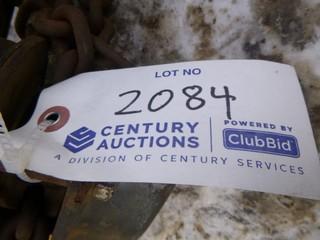 LOT NO
2084
CENTURY AUCTIONS
POWERED BY
ClubBid
A DIVISION OF CENTURY SERVICES